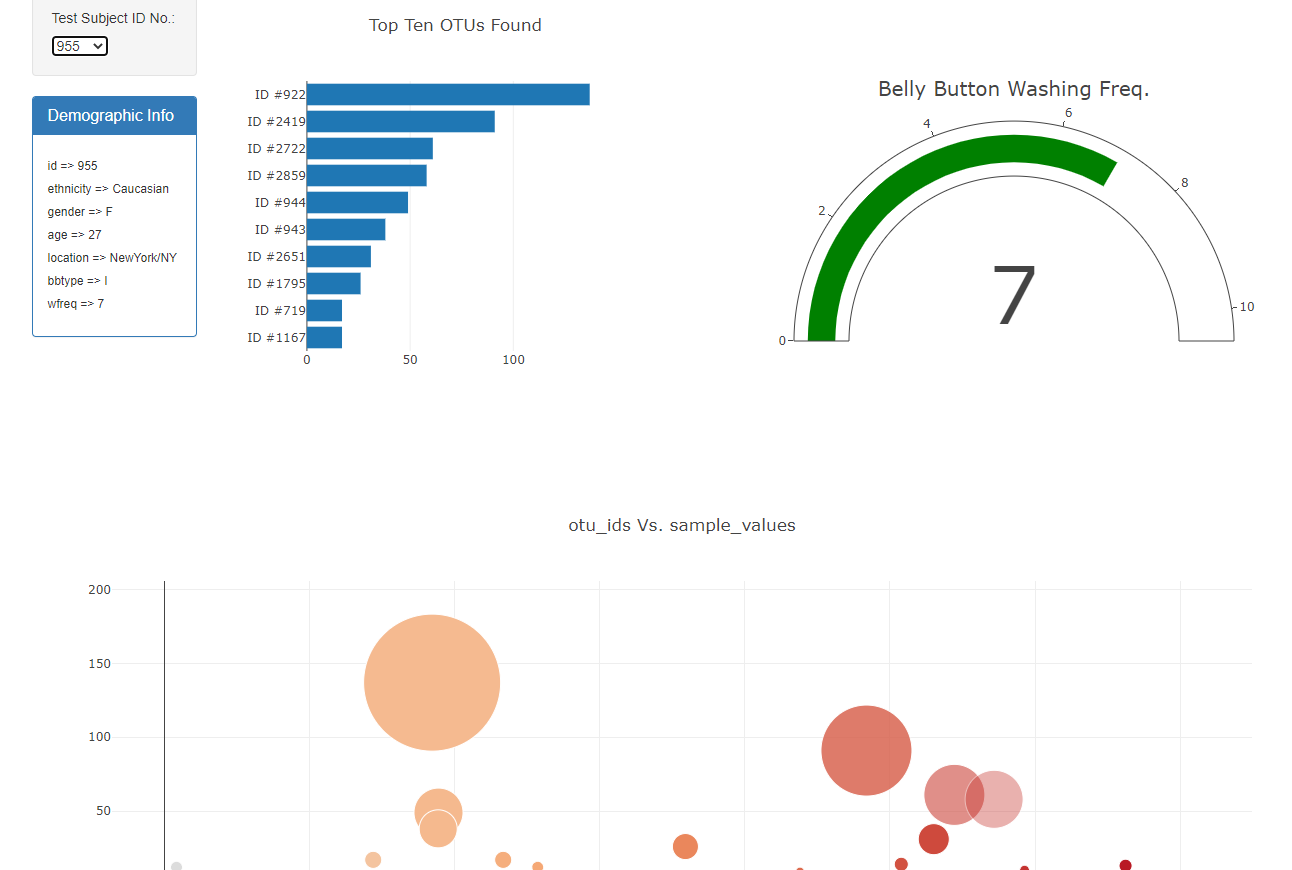 Test Subject ID No.:
955
Demographic Info
id => 955
ethnicity => Caucasian
gender => F
age => 27
location => NewYork/NY
bbtype => I
wfreq => 7
Top Ten OTUs Found
ID #922
ID #2419
ID #2722
ID #2859
ID #944
ID #943
ID #2651
ID #1795
ID #719
ID #1167
0 50 100
Belly Button Washing Freq.
0 2 4 6 8 10
7
otu_ids Vs. sample_values
200
150
100
50